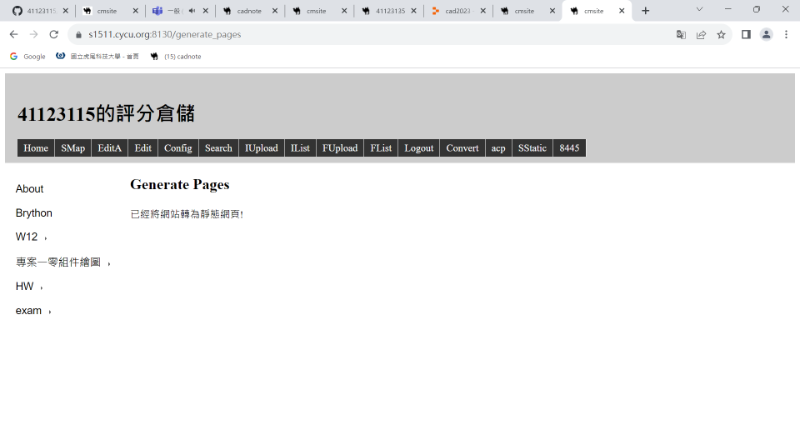 41123115 cmsite 一般 cadnote cmsite 41123135 cad2023 cmsite cmsite
s1511.cycu.org:8130/generate_pages
Google 國立虎尾科技大學 - 首頁 (15) cadnote
41123115的評分倉儲
Home SMap EditA Edit Config Search IUpload IList FUpload FList Logout Convert acp SStatic 8445
About
Brython
W12
專案一零組件繪圖
HW
exam
Generate Pages
已經將網站轉為靜態網頁!